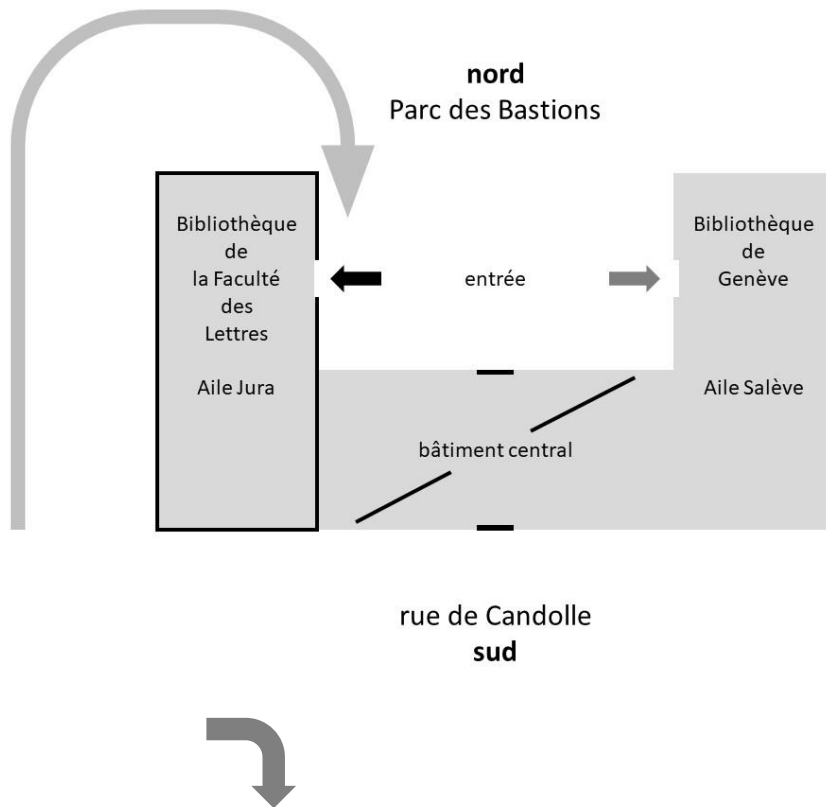 nord
Parc des Bastions
Bibliothèque
de
la Faculté
des
Lettres
Aile Jura
entrée
Bibliothèque
de
Genève
Aile Salève
bâtiment central
rue de Candolle
sud